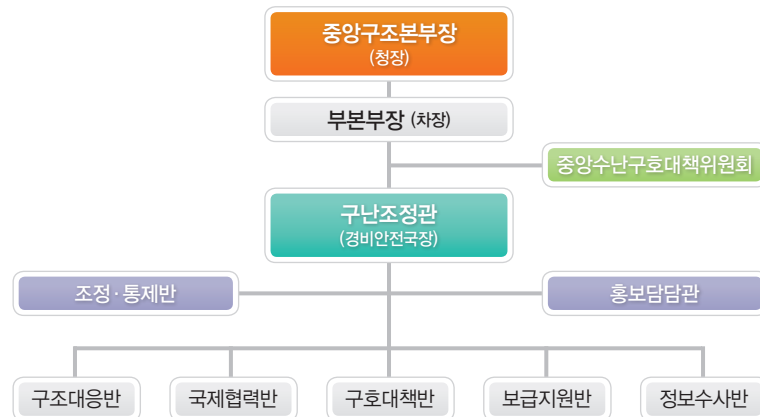 중앙구조본부장
(청장)
부본부장 (차장)
중앙수난구호대책위원회
구난조정관
(경비안전국장)
조정·통제반
홍보담담관
구조대응반
국제협력반
구호대책반
보급지원반
정보수사반